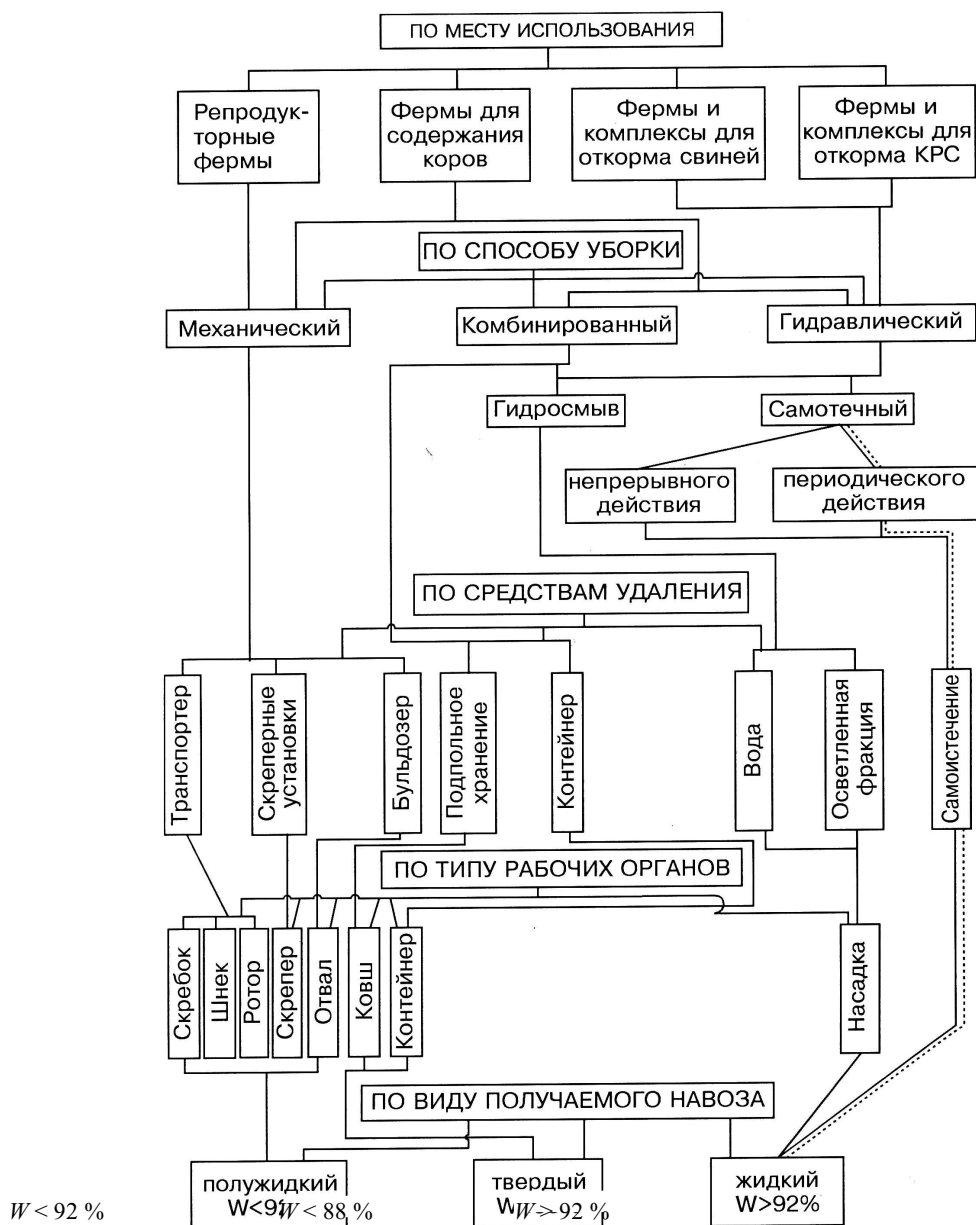 ПО МЕСТУ ИСПОЛЬЗОВАНИЯ
Репродук-
торные
фермы
Фермы для
содержания
коров
Фермы и
комплексы для
откорма свиней
Фермы и
комплексы для
откорма КРС
ПО СПОСОБУ УБОРКИ
Механический
Комбинированный
Гидравлический
Гидросмыв
Самотечный
непрерывного
действия
периодического
действия
ПО СРЕДСТВАМ УДАЛЕНИЯ
Транспортер
Скреперные
установки
Бульдозер
Подпольное
хранение
Контейнер
Вода
Осветленная
фракция
Самоистечение
ПО ТИПУ РАБОЧИХ ОРГАНОВ
Скребок
Шнек
Ротор
Скрепер
Отвал
Ковш
Контейнер
Насадка
ПО ВИДУ ПОЛУЧАЕМОГО НАВОЗА
полужидкий
твердый
жидкий
W>92%
W < 92 %
W < 88 %
W > 92 %